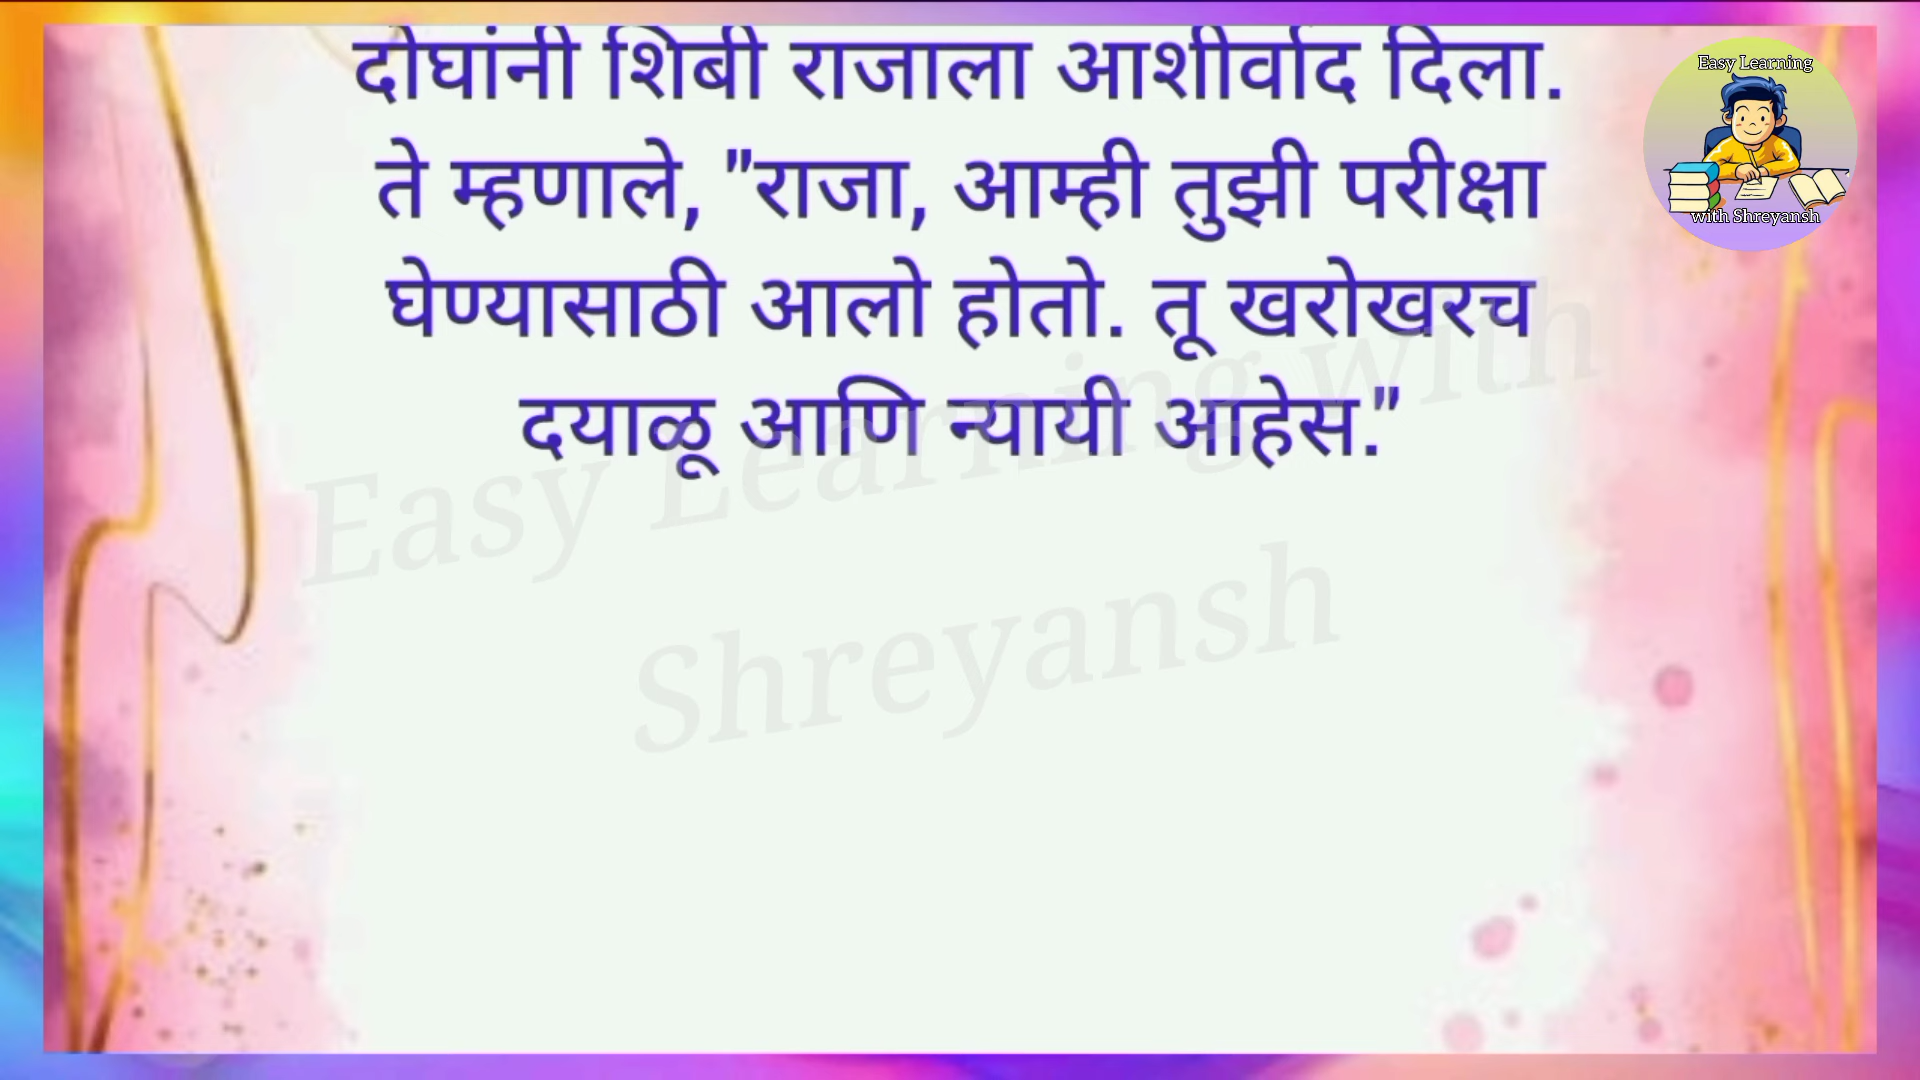 दोघांनी शिबी राजाला आशीर्वाद दिला.
ते म्हणाले, "राजा, आम्ही तुझी परीक्षा
घेण्यासाठी आलो होतो. तू खरोखरच
दयाळू आणि न्यायी आहेस."
Easy Learning
with Shreyansh
Easy Learning with
Shreyansh